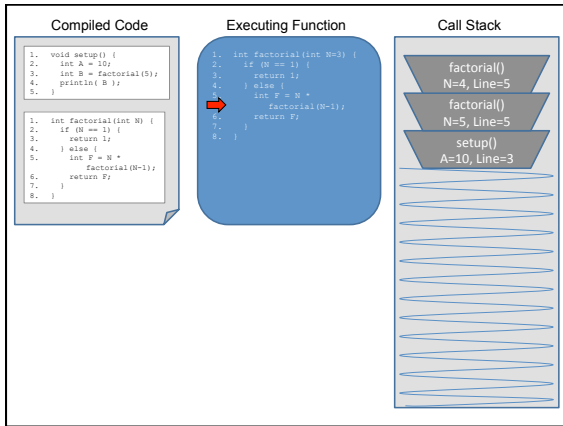 Compiled Code
1. void setup() {
2. int A = 10;
3. int B = factorial(5);
4. println( B );
5. }
1. int factorial(int N) {
2. if (N == 1) {
3. return 1;
4. } else {
5. int F = N *
factorial(N-1);
6. return F;
7. }
8. }
Executing Function
1. int factorial(int N=3) {
2. if (N == 1) {
3. return 1;
4. } else {
5. int F = N *
factorial(N-1);
6. return F;
7. }
8. }
Call Stack
factorial()
N=4, Line=5
factorial()
N=5, Line=5
setup()
A=10, Line=3